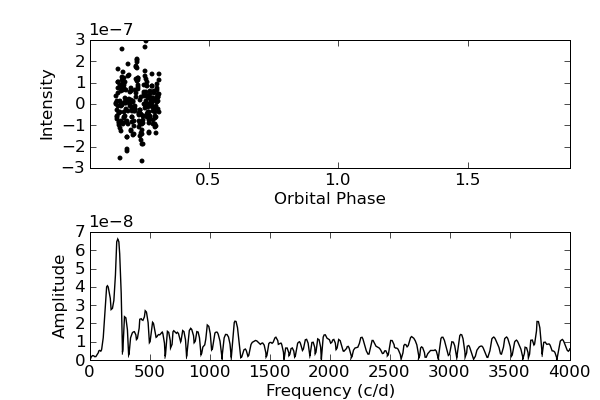 1e−7
3
2
1
0
−1
−2
−3
Intensity
0.5 1.0 1.5
Orbital Phase
1e−8
7
6
5
4
3
2
1
0
Amplitude
0 500 1000 1500 2000 2500 3000 3500 4000
Frequency (c/d)